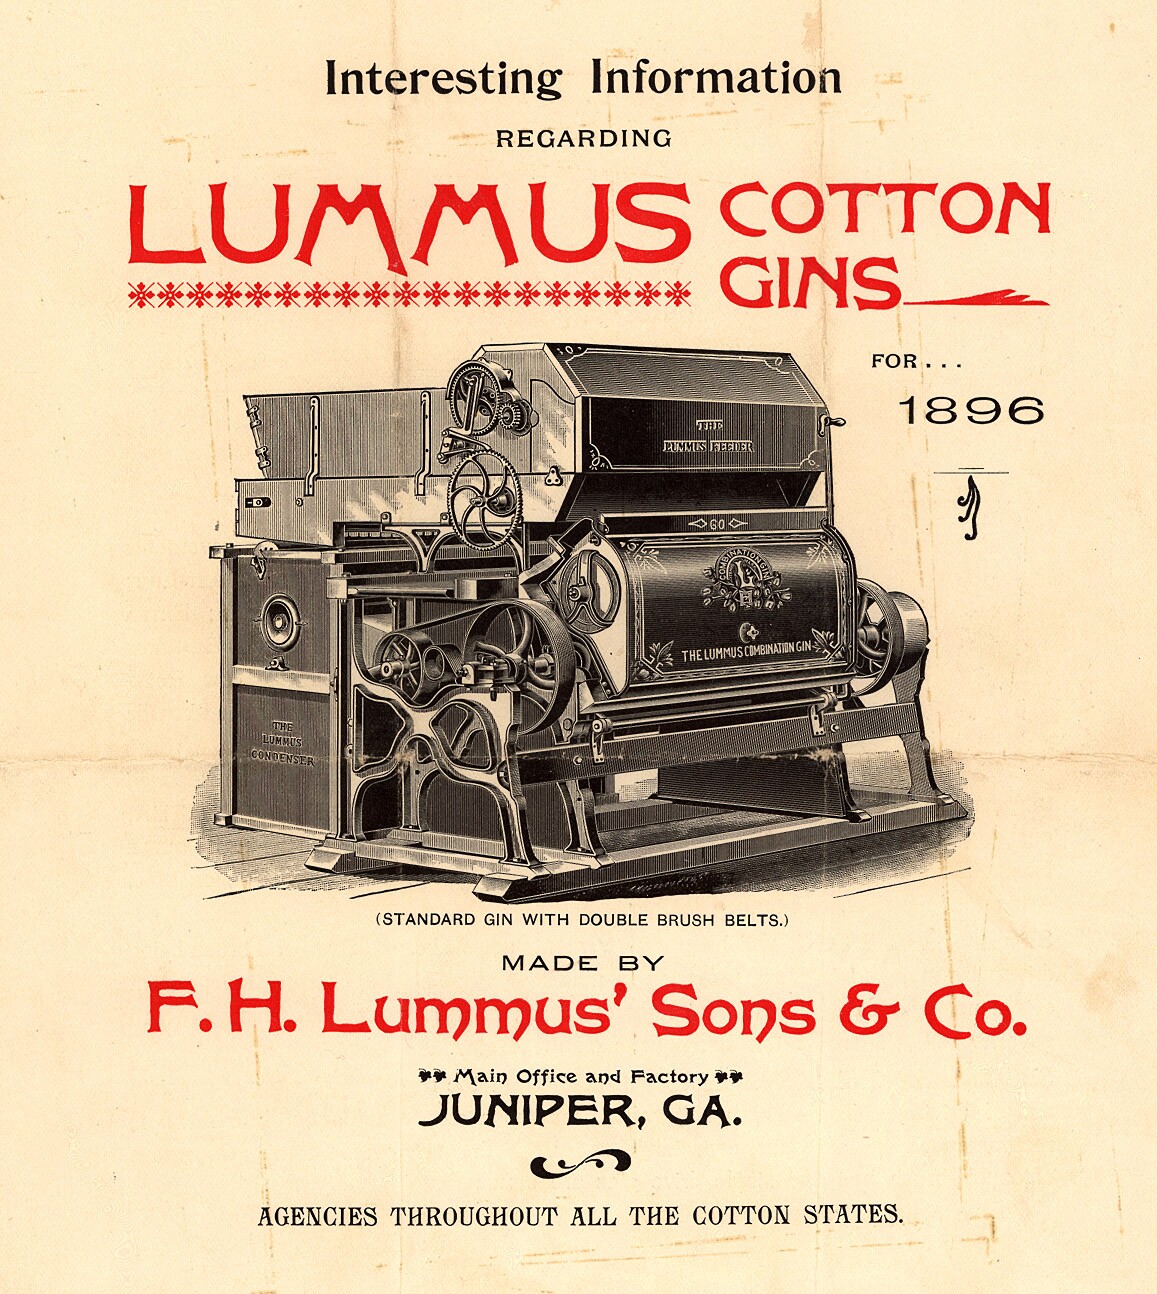 Interesting Information
REGARDING
LUMMUS COTTON
GINS
FOR...
1896
THE
LUMMUS FEEDER
60
COMBINATION GIN
THE LUMMUS COMBINATION GIN
THE
LUMMUS
CONDENSER
(STANDARD GIN WITH DOUBLE BRUSH BELTS.)
MADE BY
F. H. Lummus' Sons & Co.
Main Office and Factory
JUNIPER, GA.
AGENCIES THROUGHOUT ALL THE COTTON STATES.